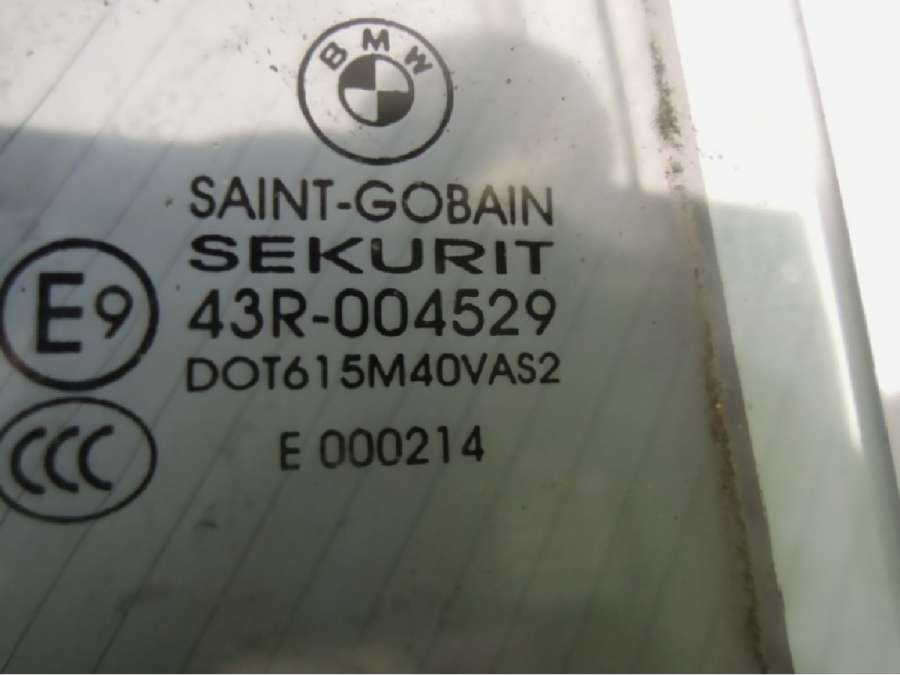 BMW
SAINT-GOBAIN
SEKURIT
E9
43R-004529
DOT615M40VAS2
CCC
E 000214